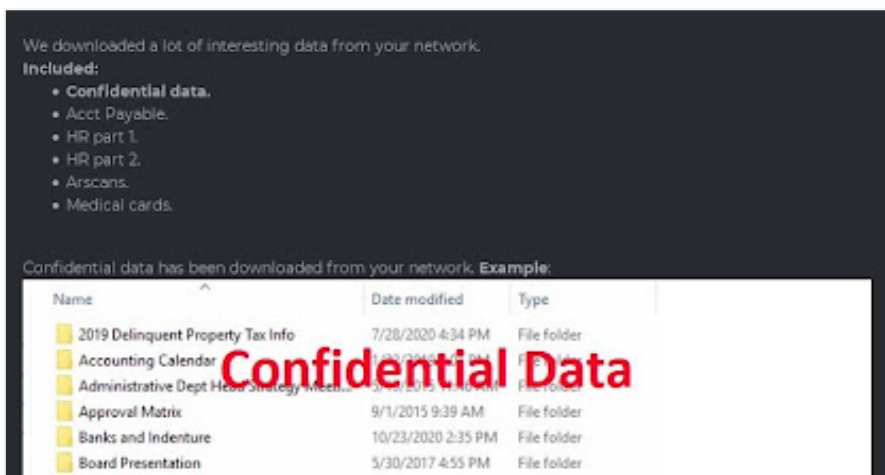 We downloaded a lot of interesting data from your network.
Included:
Confidential data.
Acct Payable.
HR part 1.
HR part 2.
Arscans.
Medical cards.
Confidential data has been downloaded from your network. Example:
Name Date modified Type
2019 Delinquent Property Tax Info 7/28/2020 4:34 PM File folder
Accounting Calendar
Confidential Data
Administrative Dept Head Strategy Meeti...
Approval Matrix 9/1/2015 9:39 AM File folder
Banks and Indenture 10/23/2020 2:35 PM File folder
Board Presentation 5/30/2017 4:55 PM File folder